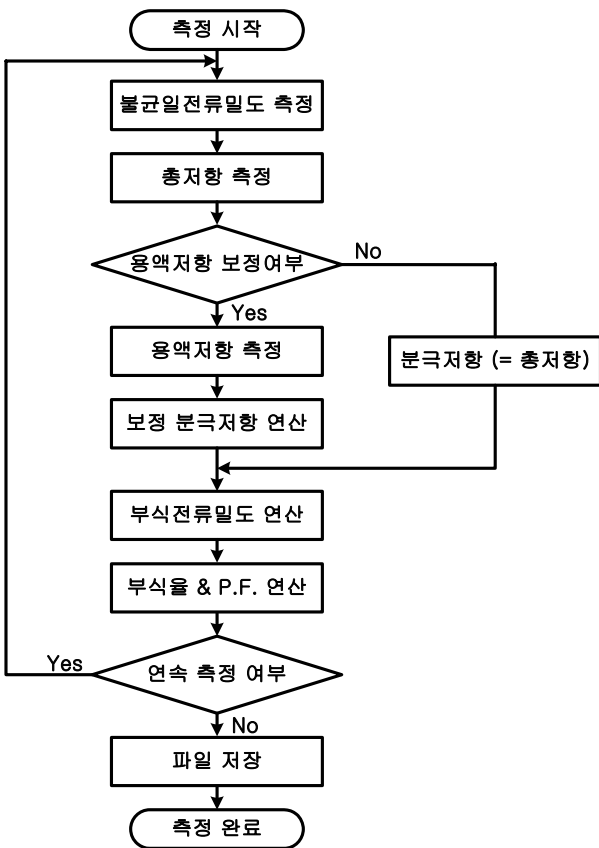 측정 시작
불균일전류밀도 측정
총저항 측정
용액저항 보정여부
No
Yes
용액저항 측정
분극저항 (= 총저항)
보정 분극저항 연산
부식전류밀도 연산
부식율 & P.F. 연산
Yes
연속 측정 여부
No
파일 저장
측정 완료